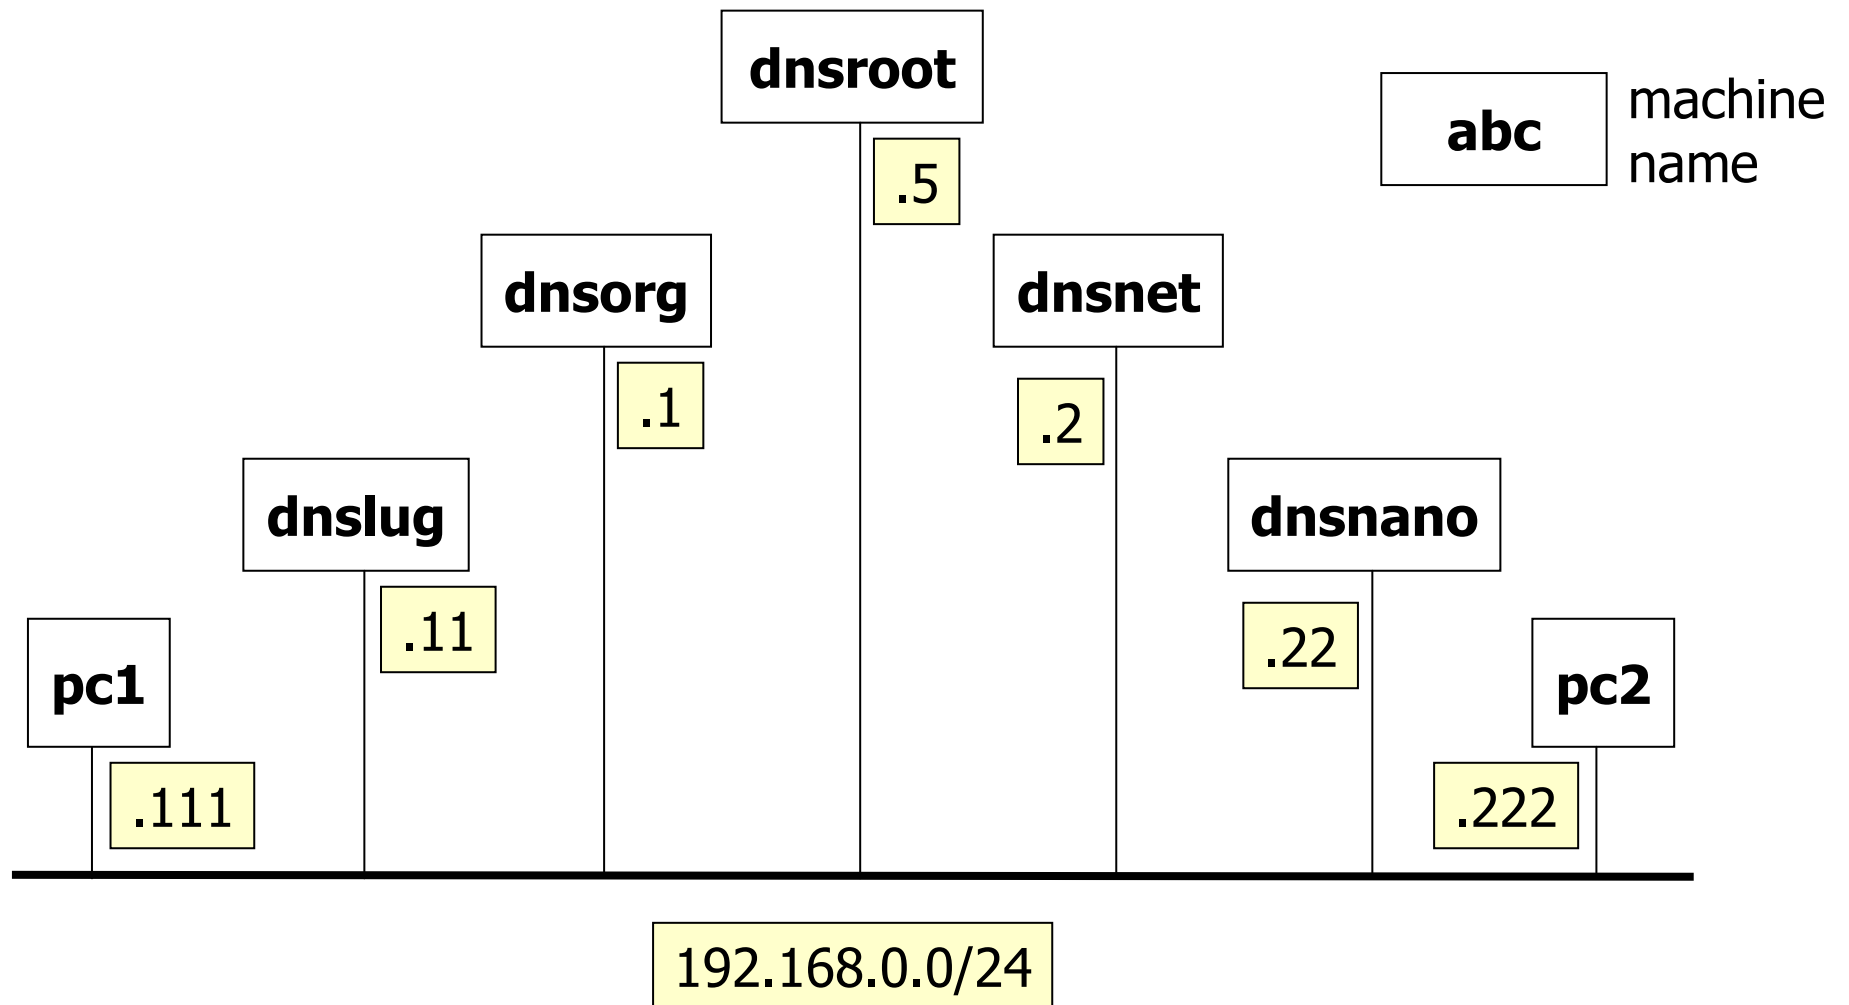 dnsroot
abc
machine
name
.5
dnsorg
dnsnet
.1
.2
dnslug
dnsnano
.11
.22
pc1
pc2
.111
.222
192.168.0.0/24